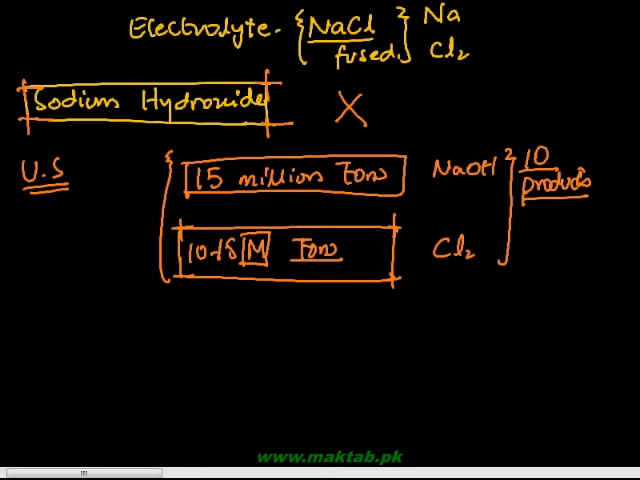 Electrolyte. { NaCl } Na
fused. Cl2
Sodium Hydroxide X
U.S { 15 million Tons NaOH } 10
products
10-18 M Tons Cl2
www.maktab.pk